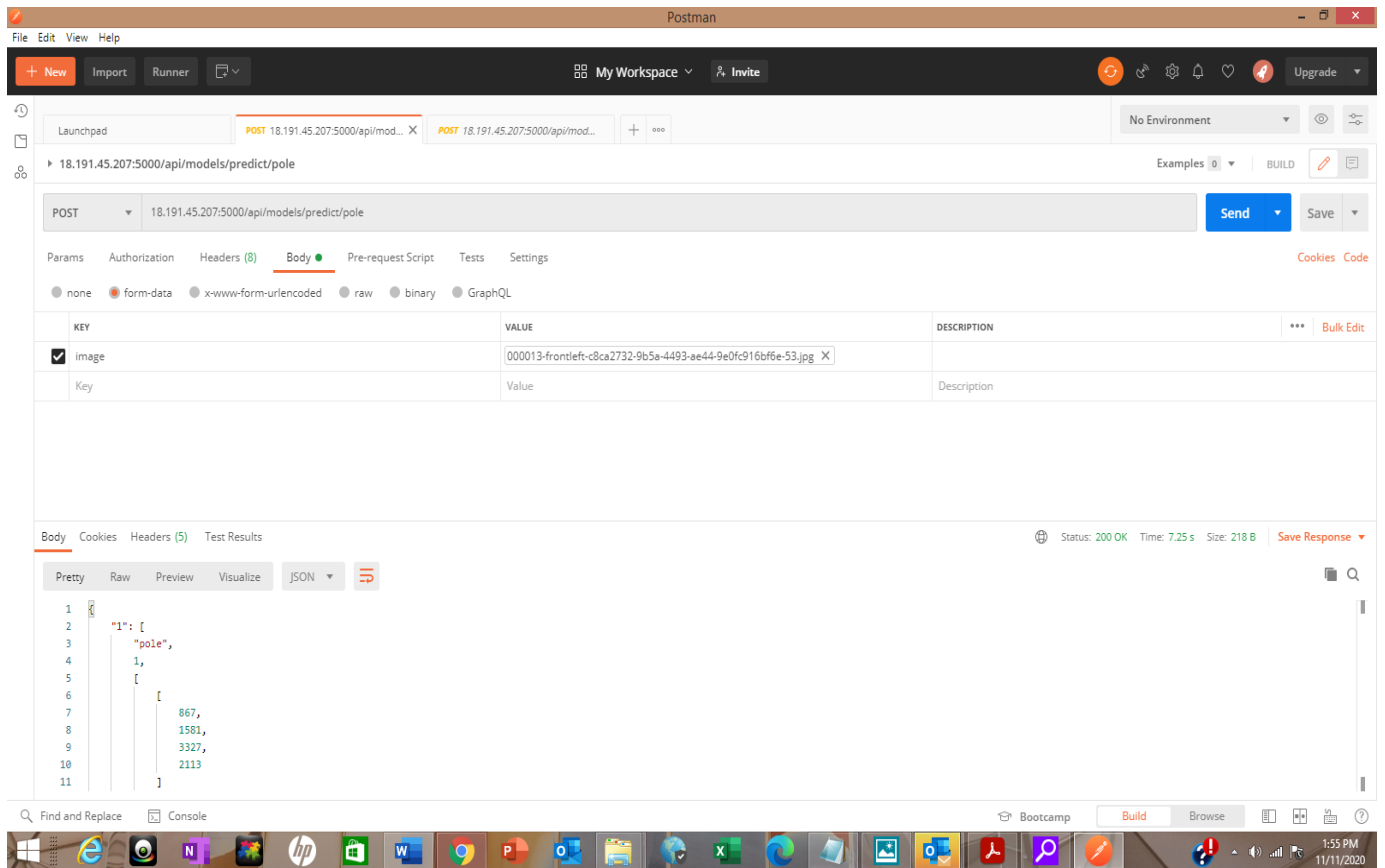 Postman
File Edit View Help
+ New Import Runner My Workspace Invite Upgrade
Launchpad POST 18.191.45.207:5000/api/mod... X POST 18.191.45.207:5000/api/mod... + ooo No Environment
18.191.45.207:5000/api/models/predict/pole Examples 0 BUILD
POST 18.191.45.207:5000/api/models/predict/pole Send Save
Params Authorization Headers (8) Body Pre-request Script Tests Settings Cookies Code
none form-data x-www-form-urlencoded raw binary GraphQL
KEY VALUE DESCRIPTION ••• Bulk Edit
image 000013-frontleft-c8ca2732-9b5a-4493-ae44-9e0fc916bf6e-53.jpg X
Key Value Description
Body Cookies Headers (5) Test Results Status: 200 OK Time: 7.25 s Size: 218 B Save Response
Pretty Raw Preview Visualize JSON
1 {
2 "1": [
3 "pole",
4 1,
5 [
6 [
7 867,
8 1581,
9 3327,
10 2113
11 ]
Find and Replace Console Bootcamp Build Browse
1:55 PM
11/11/2020